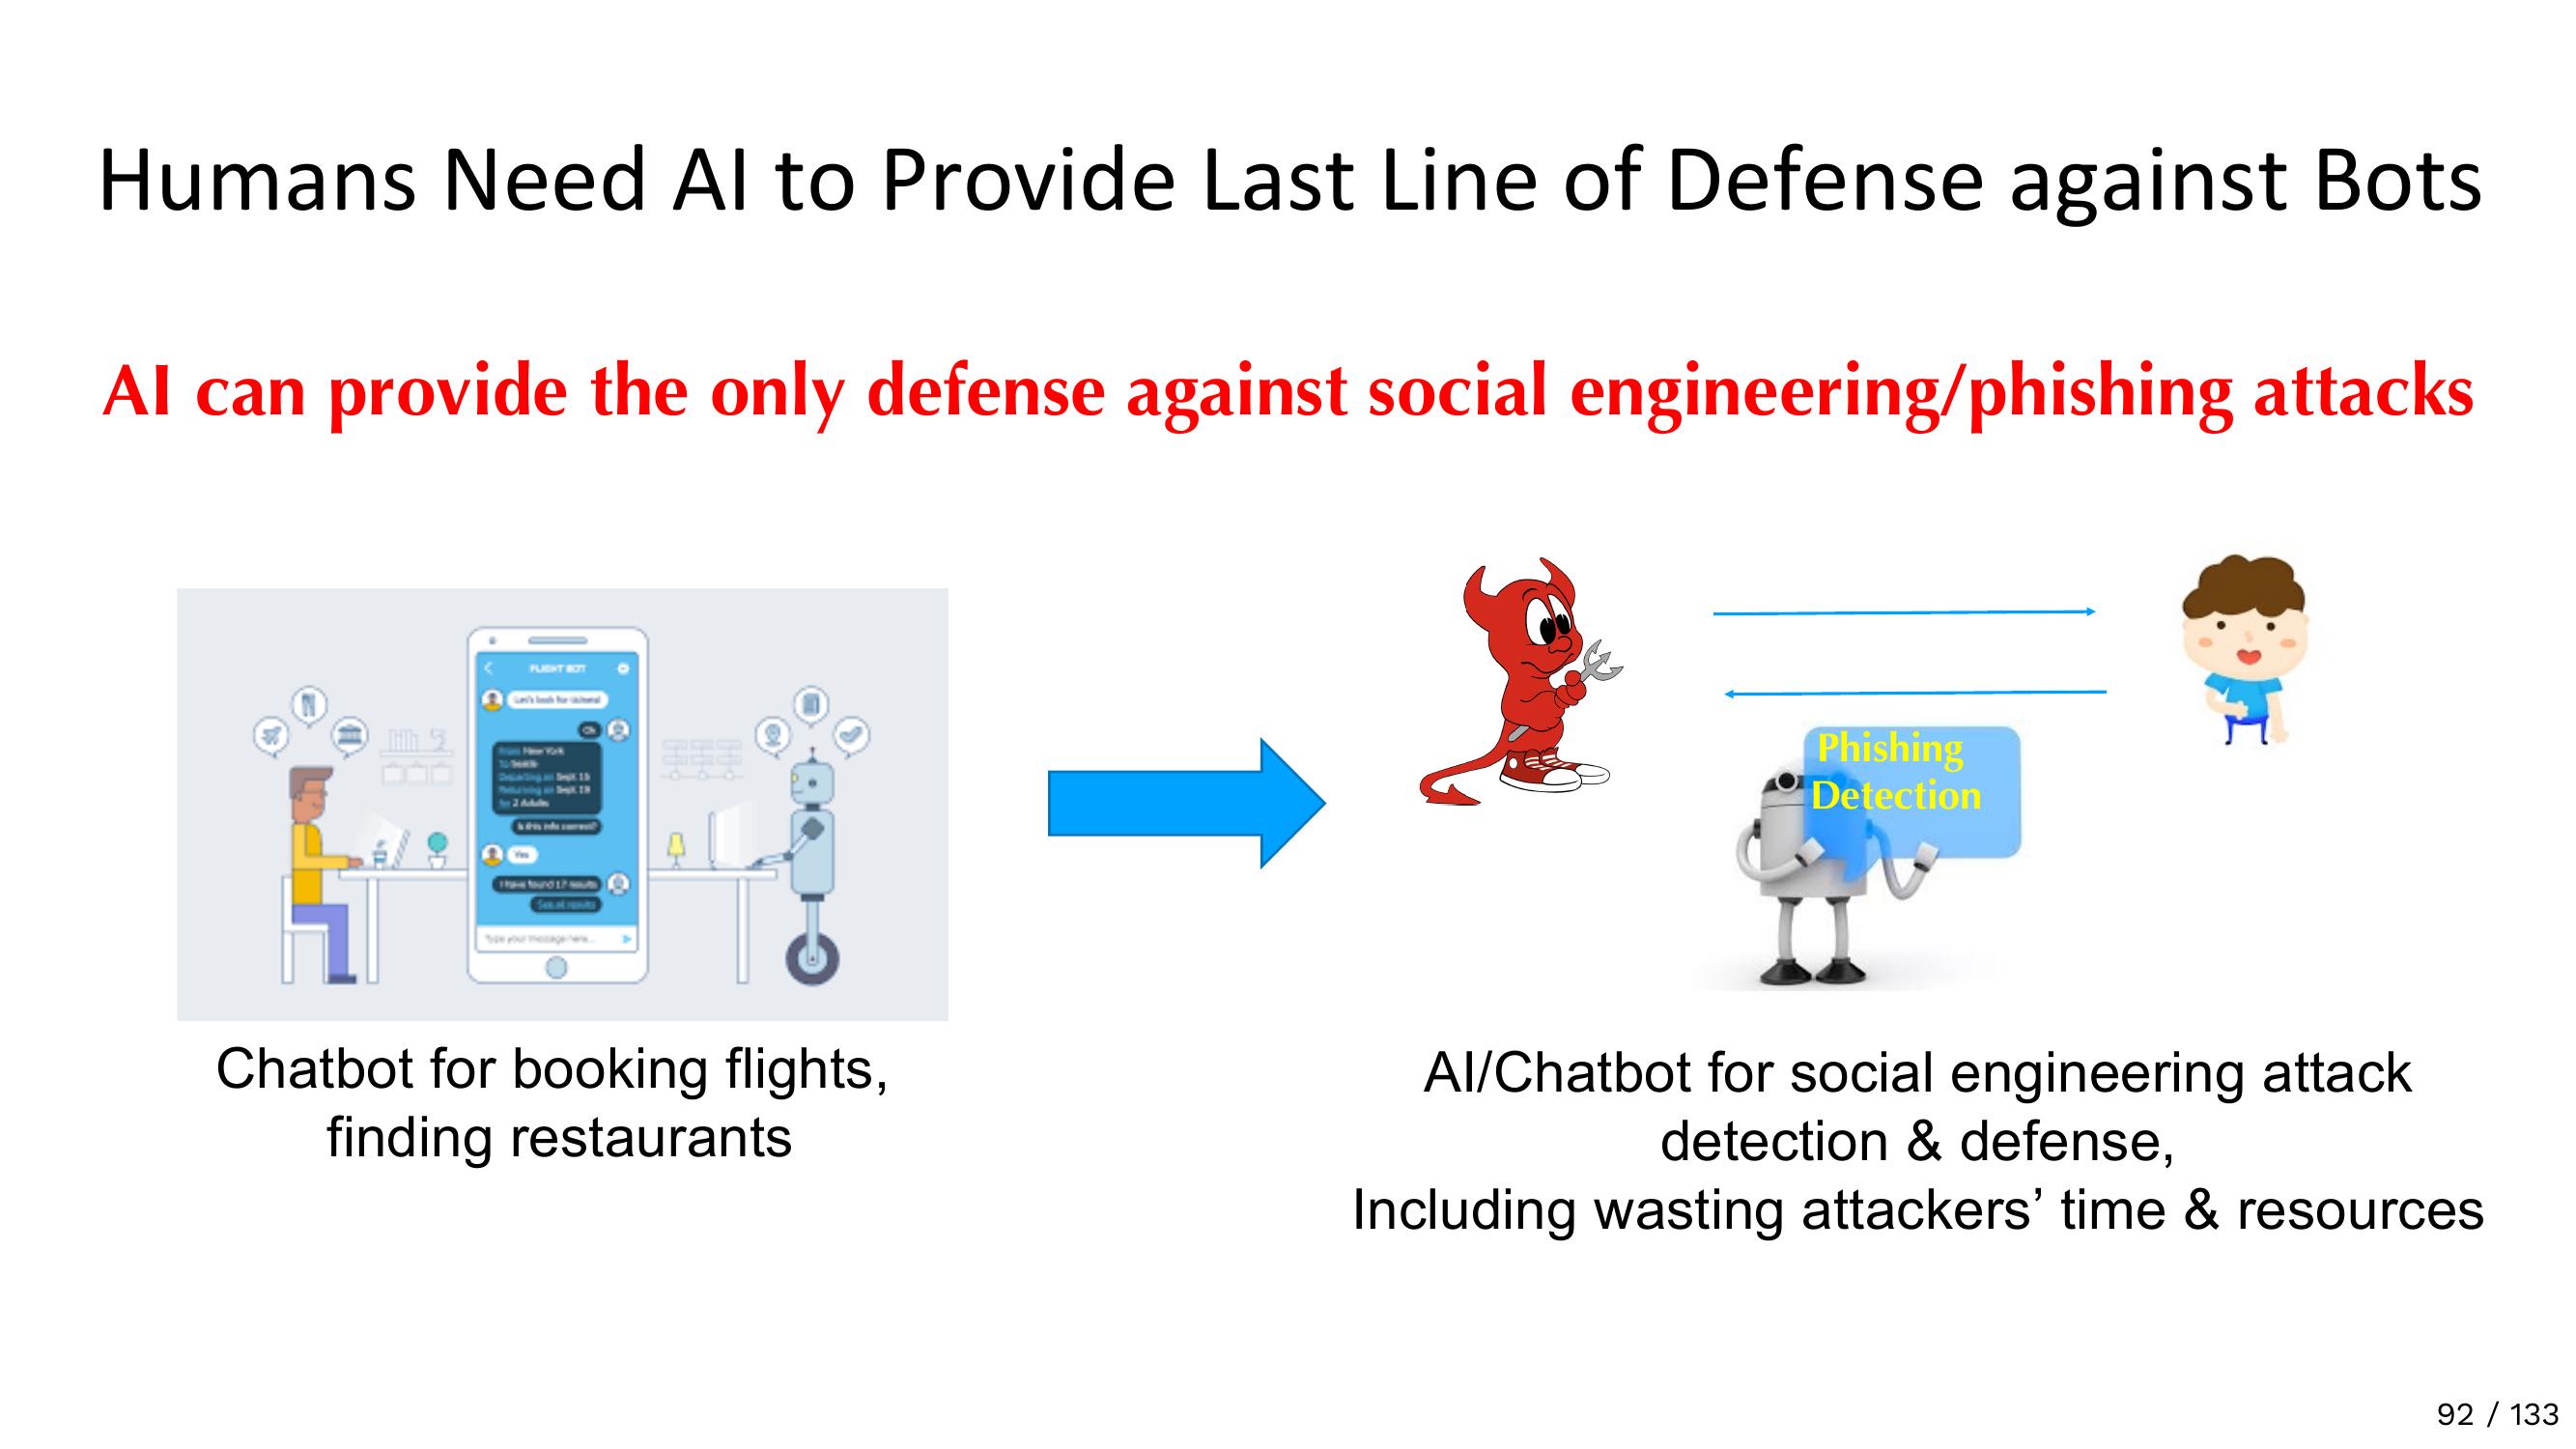 Humans Need AI to Provide Last Line of Defense against Bots
AI can provide the only defense against social engineering/phishing attacks
FLIGHT BOT
Let's look for tickets!
Ok
From New York
To Seattle
Departing on Sept 15
Returning on Sept 19
for 2 Adults
Is this info correct?
Yes
I have found 17 results
See all results
Type your message here...
Chatbot for booking flights,
finding restaurants
Phishing
Detection
AI/Chatbot for social engineering attack
detection & defense,
Including wasting attackers’ time & resources
92 / 133